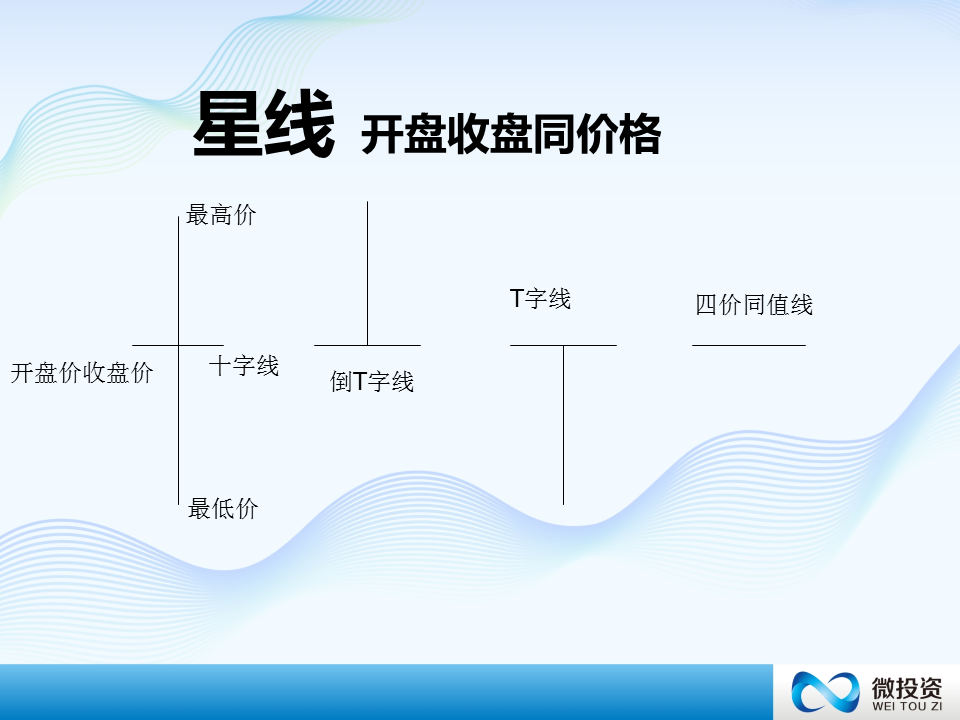 星线 开盘收盘同价格
最高价
T字线
四价同值线
开盘价收盘价
十字线
倒T字线
最低价
微投资
WEI TOU ZI